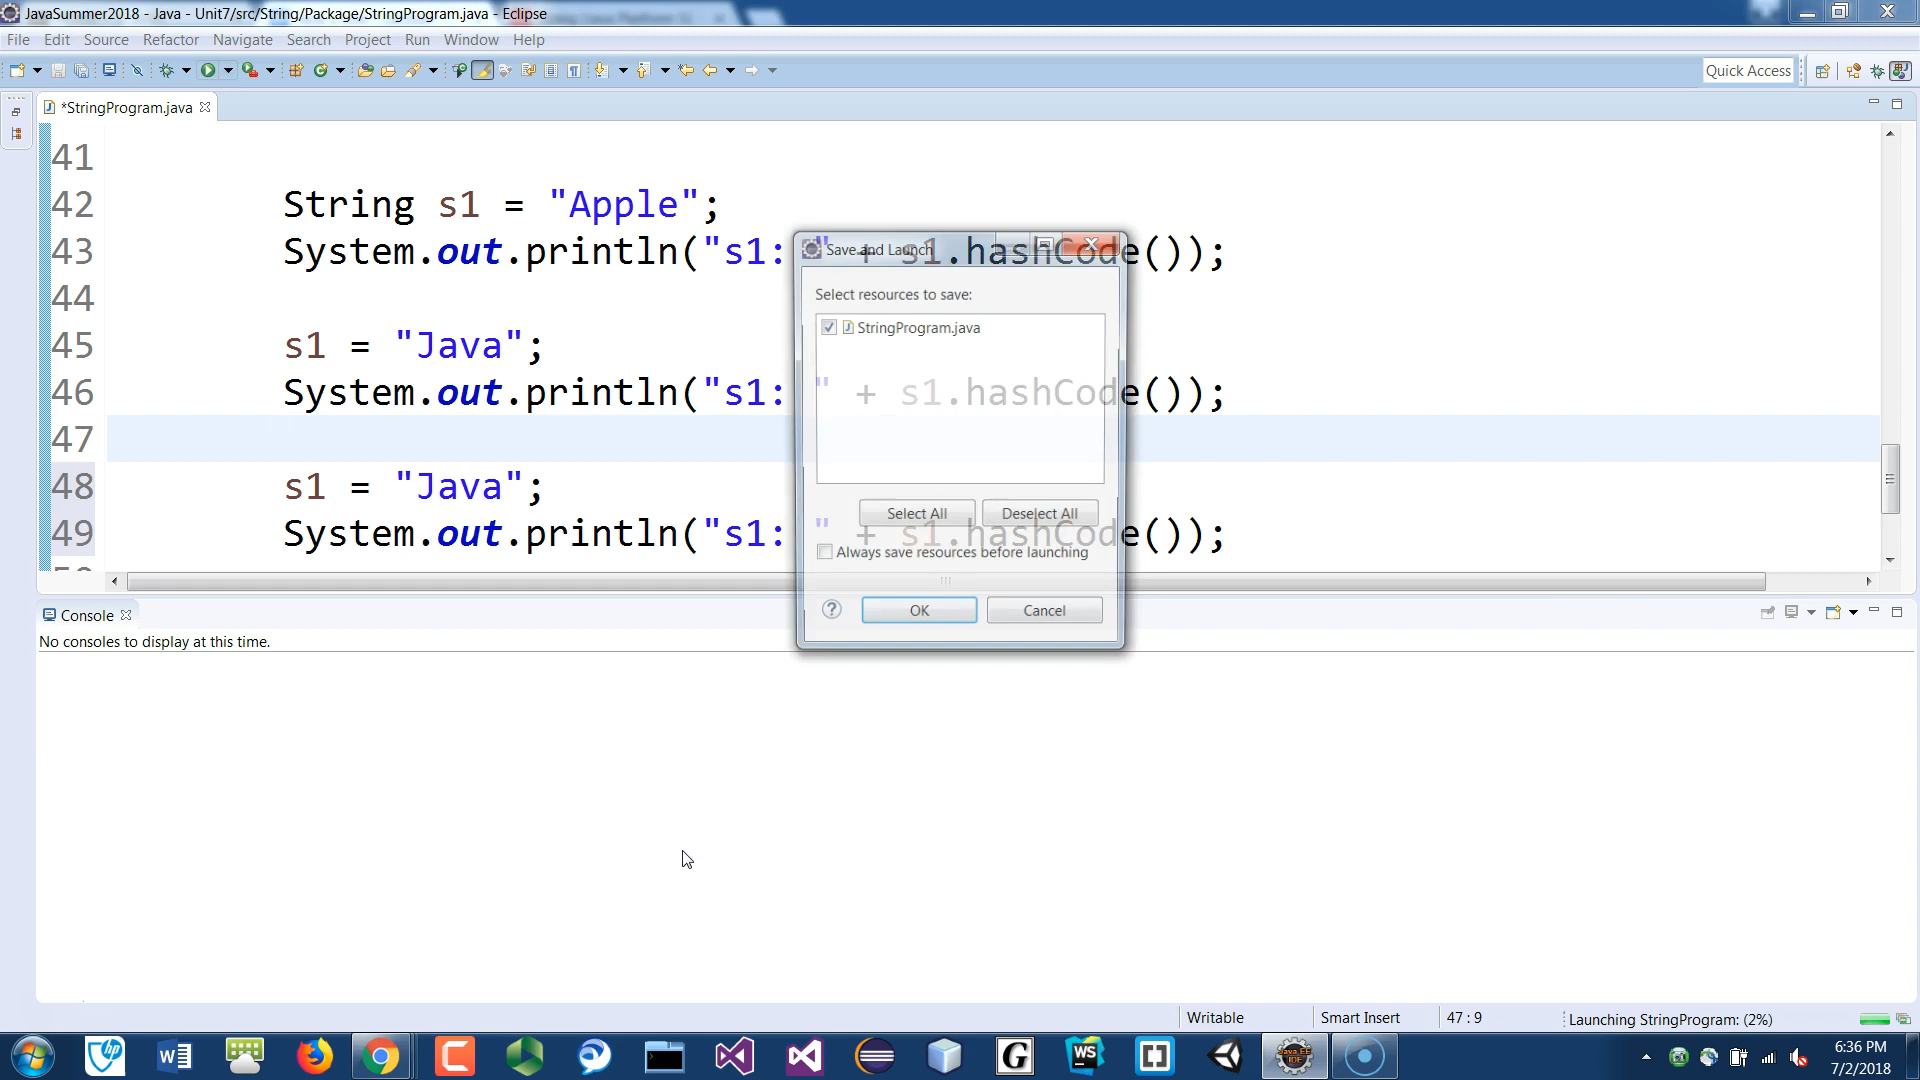 JavaSummer2018 - Java - Unit7/src/String/Package/StringProgram.java - Eclipse
File Edit Source Refactor Navigate Search Project Run Window Help
Quick Access
*StringProgram.java
41
42 String s1 = "Apple";
43 System.out.println("s1: " + s1.hashCode());
44
45 s1 = "Java";
46 System.out.println("s1: " + s1.hashCode());
47
48 s1 = "Java";
49 System.out.println("s1: " + s1.hashCode());
Save and Launch
Select resources to save:
StringProgram.java
Select All Deselect All
Always save resources before launching
OK Cancel
Console
No consoles to display at this time.
Writable Smart Insert 47 : 9 Launching StringProgram: (2%)
6:36 PM
7/2/2018